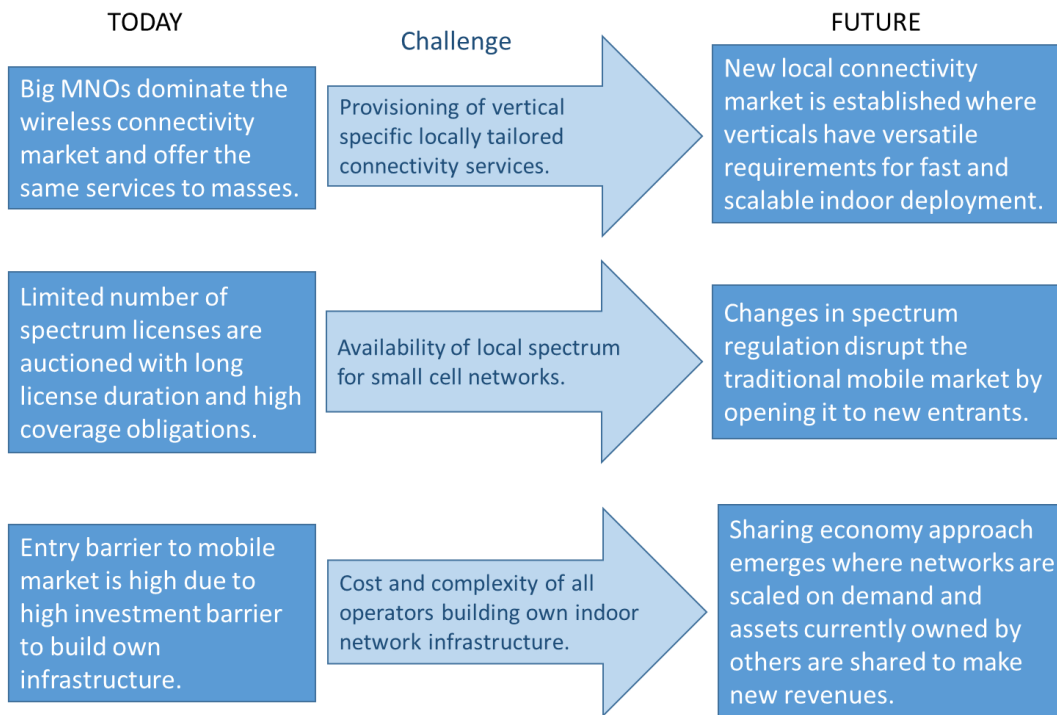 TODAY
Challenge
FUTURE
Big MNOs dominate the
wireless connectivity
market and offer the
same services to masses.
Provisioning of vertical
specific locally tailored
connectivity services.
New local connectivity
market is established where
verticals have versatile
requirements for fast and
scalable indoor deployment.
Limited number of
spectrum licenses are
auctioned with long
license duration and high
coverage obligations.
Availability of local spectrum
for small cell networks.
Changes in spectrum
regulation disrupt the
traditional mobile market by
opening it to new entrants.
Entry barrier to mobile
market is high due to
high investment barrier
to build own
infrastructure.
Cost and complexity of all
operators building own indoor
network infrastructure.
Sharing economy approach
emerges where networks are
scaled on demand and
assets currently owned by
others are shared to make
new revenues.